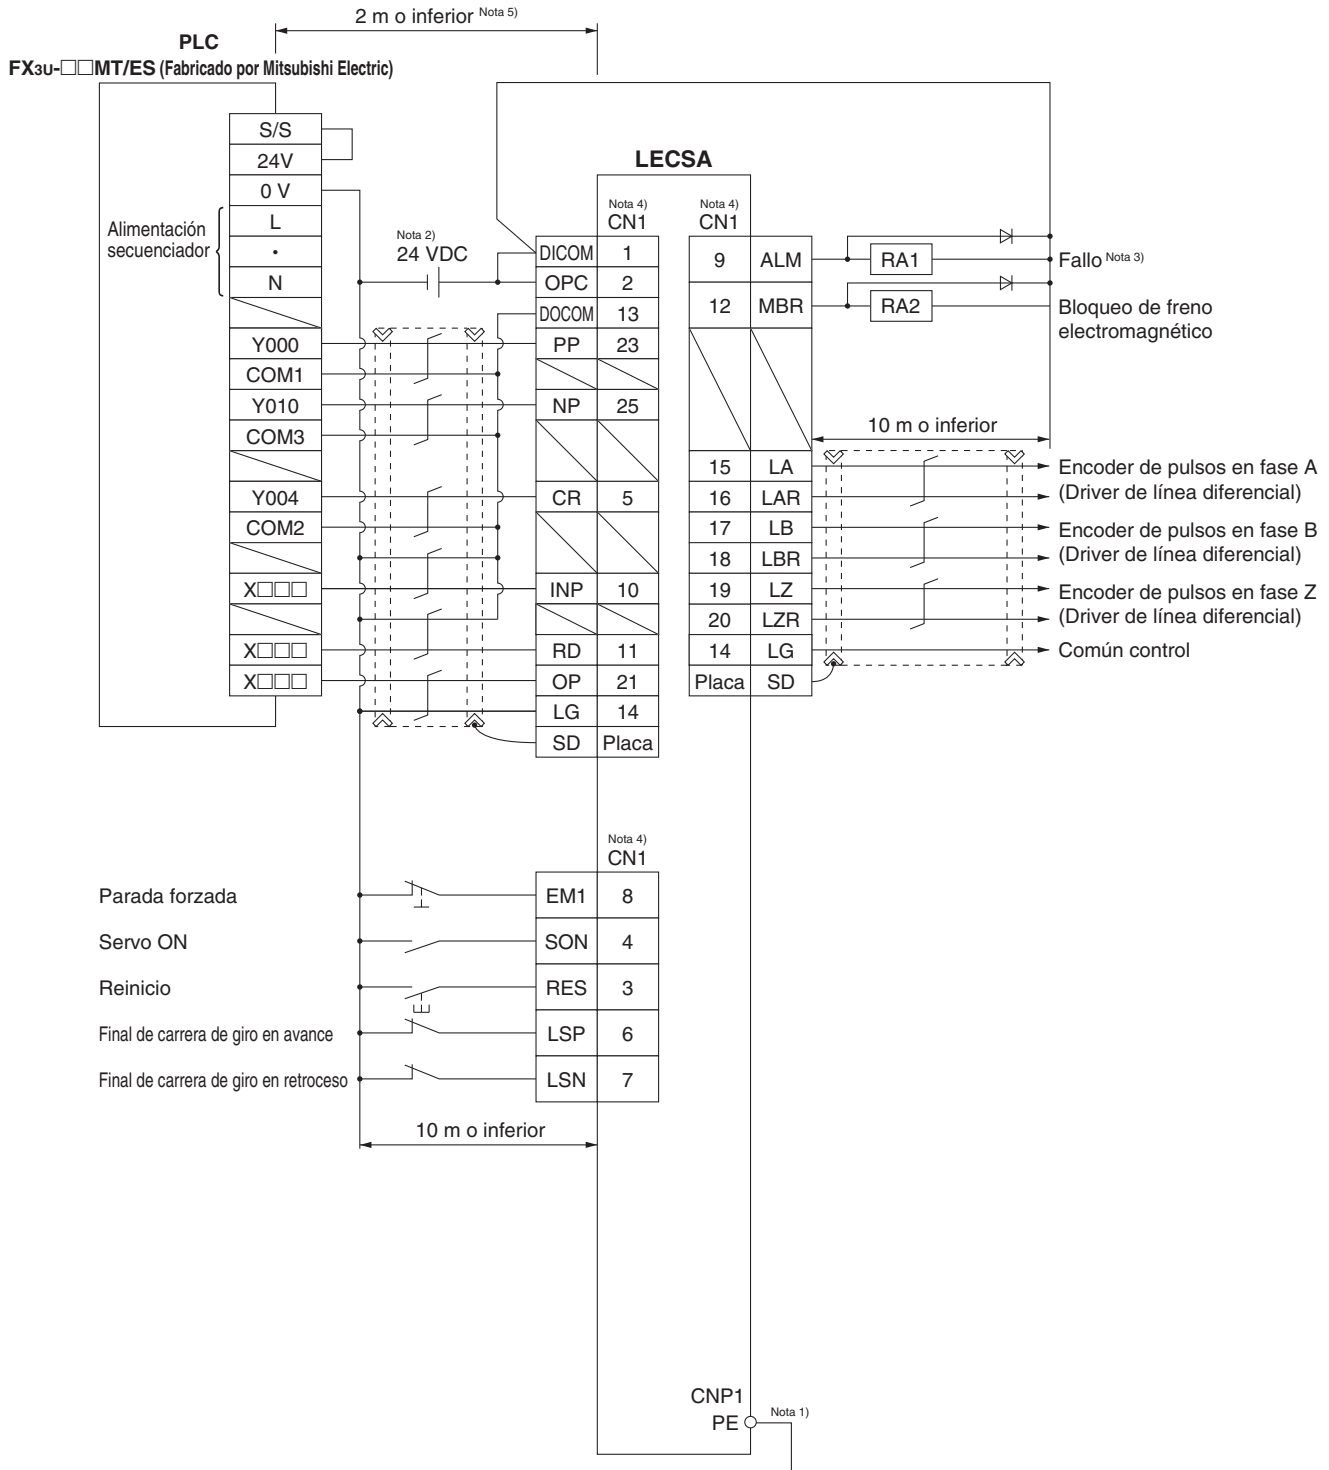 2 m o inferior Nota 5)
PLC
FX3U-□□MT/ES (Fabricado por Mitsubishi Electric)
S/S
24V
0 V
L
•
N
Alimentación
secuenciador
Y000
COM1
Y010
COM3
Y004
COM2
X□□□
X□□□
X□□□
Nota 2)
24 VDC
LECSA
Nota 4)
CN1
DICOM 1
OPC 2
DOCOM 13
PP 23
NP 25
CR 5
INP 10
RD 11
OP 21
LG 14
SD Placa
Nota 4)
CN1
9 ALM
12 MBR
15 LA
16 LAR
17 LB
18 LBR
19 LZ
20 LZR
14 LG
Placa SD
RA1
RA2
Fallo Nota 3)
Bloqueo de freno
electromagnético
10 m o inferior
Encoder de pulsos en fase A
(Driver de línea diferencial)
Encoder de pulsos en fase B
(Driver de línea diferencial)
Encoder de pulsos en fase Z
(Driver de línea diferencial)
Común control
Nota 4)
CN1
Parada forzada EM1 8
Servo ON SON 4
Reinicio RES 3
Final de carrera de giro en avance LSP 6
Final de carrera de giro en retroceso LSN 7
10 m o inferior
CNP1
PE Nota 1)